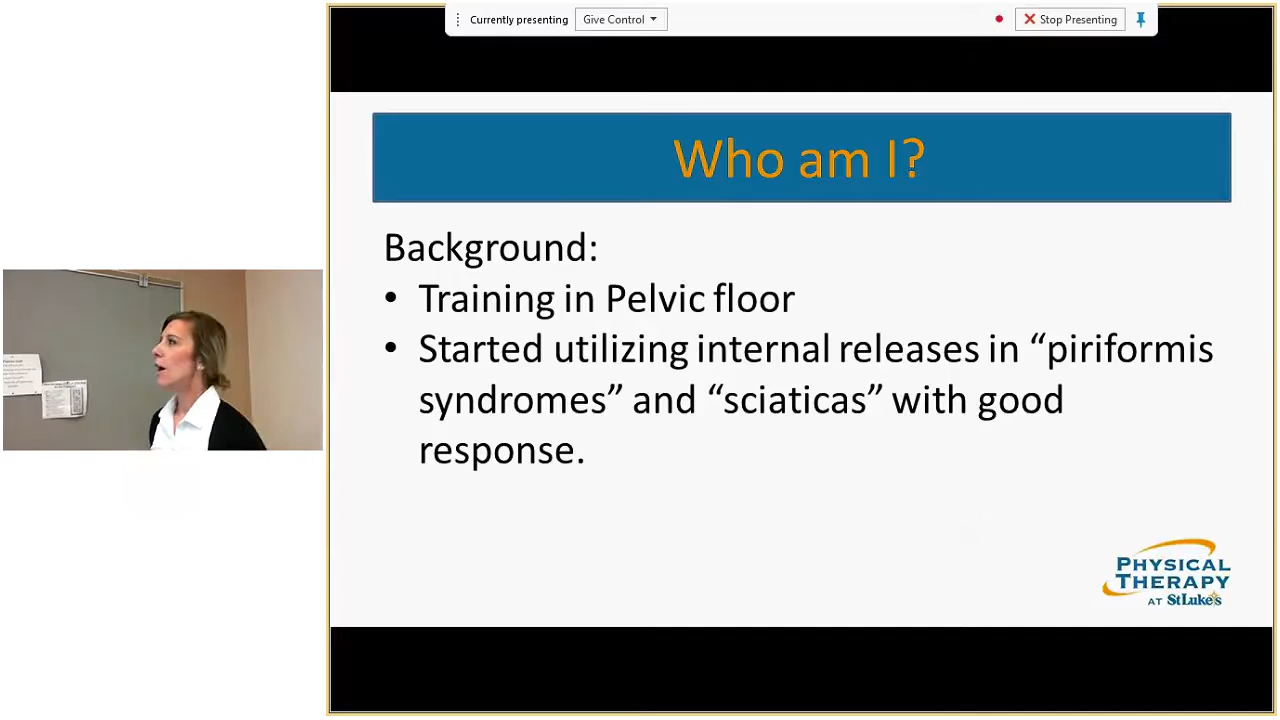 Currently presenting
Give Control
Stop Presenting
Who am I?
Background:
• Training in Pelvic floor
• Started utilizing internal releases in “piriformis
syndromes” and “sciaticas” with good
response.
PHYSICAL
THERAPY
AT StLuke's